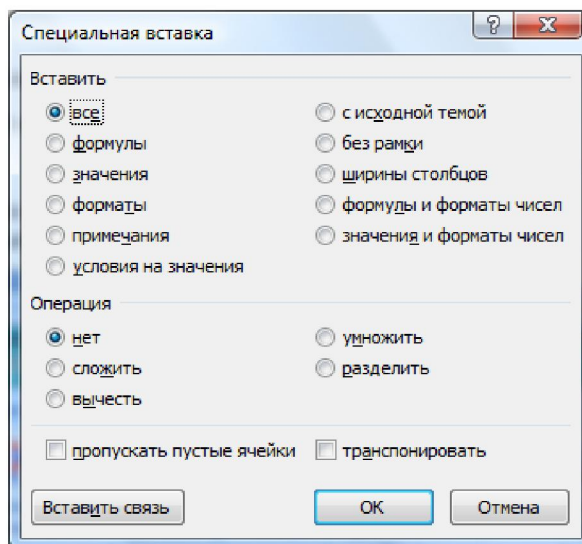 Специальная вставка
Вставить
все
с исходной темой
формулы
без рамки
значения
ширины столбцов
форматы
формулы и форматы чисел
примечания
значения и форматы чисел
условия на значения
Операция
нет
умножить
сложить
разделить
вычесть
пропускать пустые ячейки
транспонировать
Вставить связь
ОК
Отмена